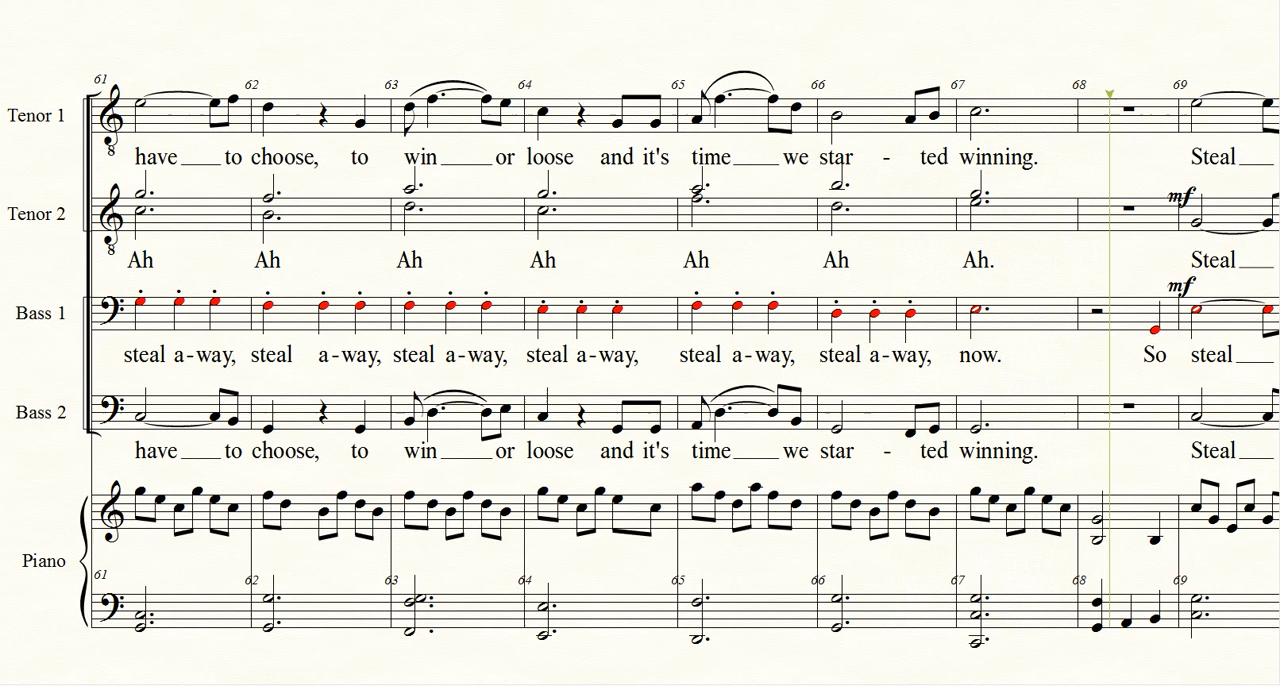 61 62 63 64 65 66 67 68 69
Tenor 1
8
have to choose, to win or loose and it's time we star - ted winning. Steal
Tenor 2
mf
8
Ah Ah Ah Ah Ah Ah Ah. Steal
mf
Bass 1
steal a-way, steal a-way, steal a-way, steal a-way, steal a-way, steal a-way, now. So steal
Bass 2
have to choose, to win or loose and it's time we star - ted winning. Steal
Piano
61 62 63 64 65 66 67 68 69